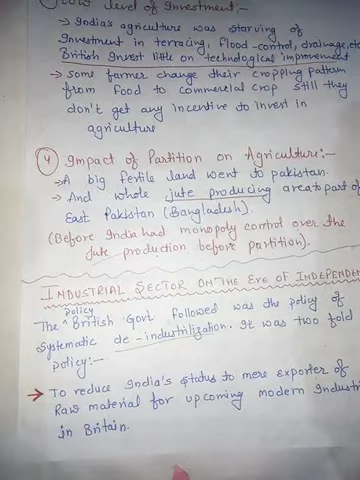 Low level of Investment:-
→ India's agriculture was starving of
Investment in terracing, flood-control, drainage, etc
British Invest little on technological improvement
→ Some farmer change their cropping pattern
from Food to commercial crop still they
don't get any incentive to invest in
agriculture
④ Impact of Partition on Agriculture:-
→ A big fertile land went to pakistan.
→ And whole jute producing area to part of
East Pakistan (Bangladesh).
(Before India had monopoly control over the
Jute production before partition).
INDUSTRIAL SECTOR ON THE EVE OF INDEPENDEN
The policy British Govt followed was the policy of
Systematic de-industrilization. It was two fold
policy:-
→ To reduce India's status to mere exporter of
Raw material for upcoming modern Industri
in Britain.